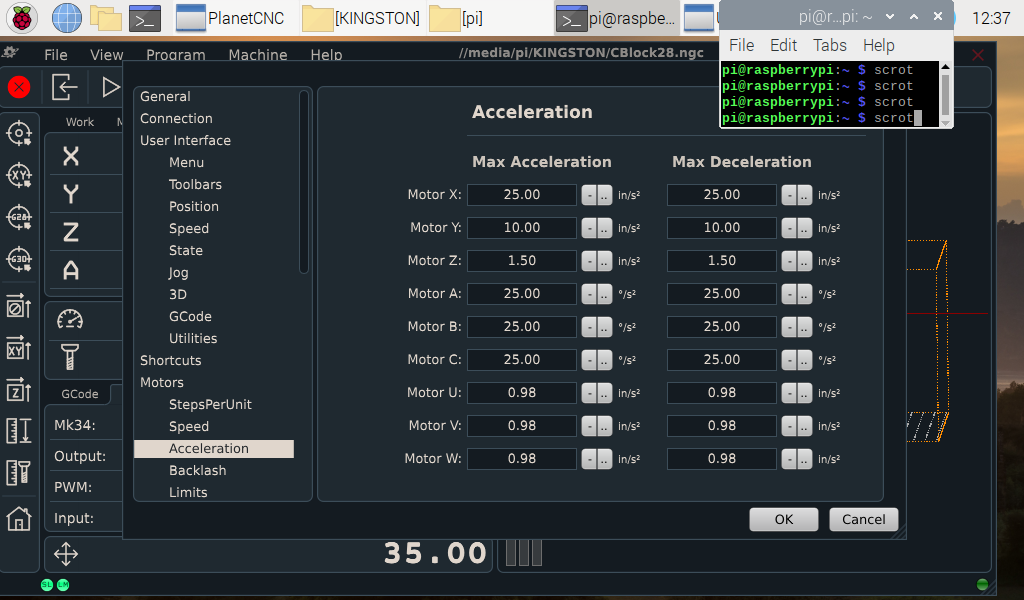 PlanetCNC
[KINGSTON]
[pi]
pi@raspbe...
pi@r...pi: ~
12:37
File Edit Tabs Help
pi@raspberrypi:~ $ scrot
pi@raspberrypi:~ $ scrot
pi@raspberrypi:~ $ scrot
pi@raspberrypi:~ $ scrot
File View Program Machine Help
//media/pi/KINGSTON/CBlock28.ngc
Work
X
Y
Z
A
XY
G28
G30
XY
Z
GCode
Mk34:
Output:
PWM:
Input:
General
Connection
User Interface
Menu
Toolbars
Position
Speed
State
Jog
3D
GCode
Utilities
Shortcuts
Motors
StepsPerUnit
Speed
Acceleration
Backlash
Limits
Acceleration
Max Acceleration Max Deceleration
Motor X: 25.00 - .. in/s² 25.00 - .. in/s²
Motor Y: 10.00 - .. in/s² 10.00 - .. in/s²
Motor Z: 1.50 - .. in/s² 1.50 - .. in/s²
Motor A: 25.00 - .. °/s² 25.00 - .. °/s²
Motor B: 25.00 - .. °/s² 25.00 - .. °/s²
Motor C: 25.00 - .. °/s² 25.00 - .. °/s²
Motor U: 0.98 - .. in/s² 0.98 - .. in/s²
Motor V: 0.98 - .. in/s² 0.98 - .. in/s²
Motor W: 0.98 - .. in/s² 0.98 - .. in/s²
OK Cancel
35.00
SL LM